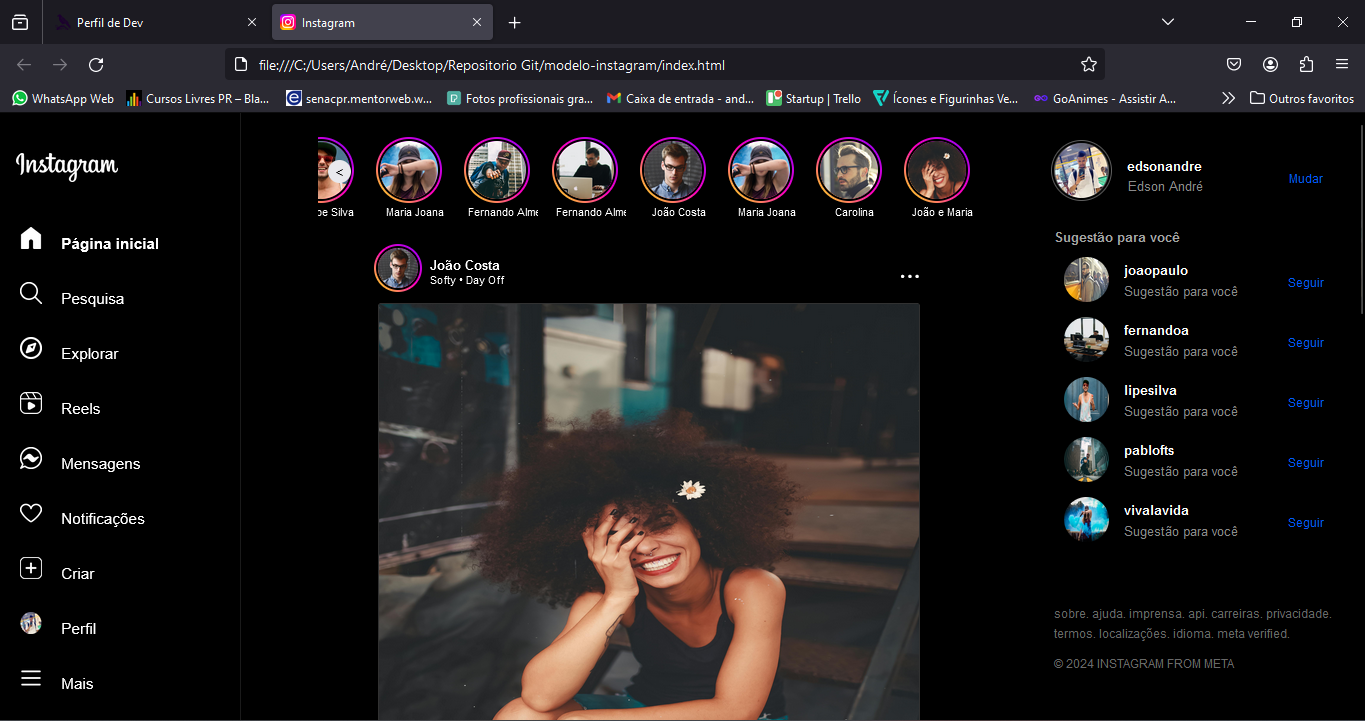 Perfil de Dev
Instagram
file:///C:/Users/André/Desktop/Repositorio Git/modelo-instagram/index.html
WhatsApp Web
Cursos Livres PR – Bla...
senacpr.mentorweb.w...
Fotos profissionais gra...
Caixa de entrada - and...
Startup | Trello
Ícones e Figurinhas Ve...
GoAnimes - Assistir A...
Outros favoritos
Instagram
Página inicial
Pesquisa
Explorar
Reels
Mensagens
Notificações
Criar
Perfil
Mais
<
pe Silva
Maria Joana
Fernando Alme
Fernando Alme
João Costa
Maria Joana
Carolina
João e Maria
João Costa
Softy • Day Off
edsonandre
Edson André
Mudar
Sugestão para você
joaopaulo
Sugestão para você
Seguir
fernandoa
Sugestão para você
Seguir
lipesilva
Sugestão para você
Seguir
pablofts
Sugestão para você
Seguir
vivalavida
Sugestão para você
Seguir
sobre. ajuda. imprensa. api. carreiras. privacidade.
termos. localizações. idioma. meta verified.
© 2024 INSTAGRAM FROM META